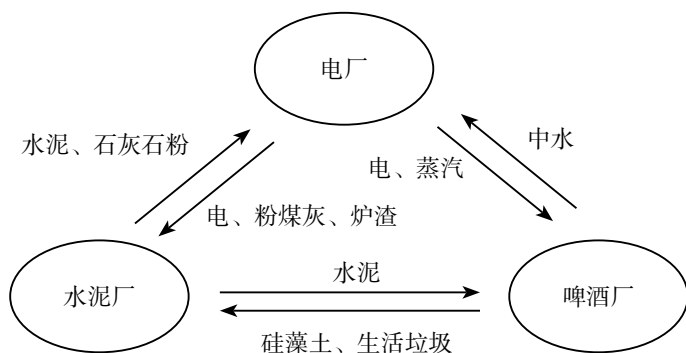 电厂
水泥、石灰石粉
中水
电、蒸汽
电、粉煤灰、炉渣
水泥
水泥厂
啤酒厂
硅藻土、生活垃圾